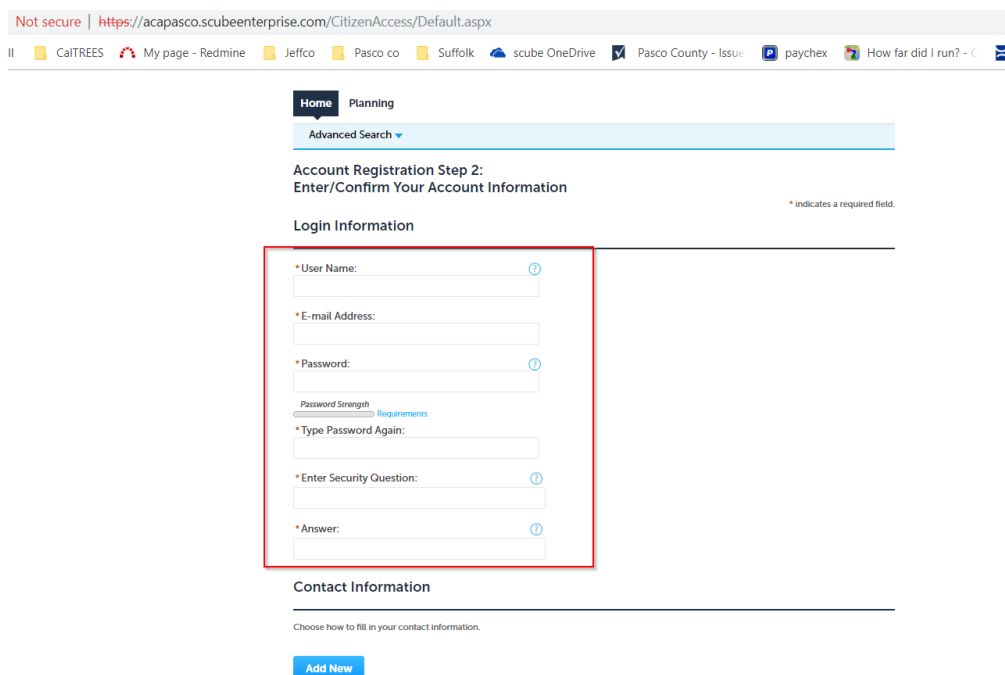 Not secure | https://acapasco.scubeenterprise.com/CitizenAccess/Default.aspx
CalTREES My page - Redmine Jeffco Pasco co Suffolk scube OneDrive Pasco County - Issue paychex How far did I run? -
Home Planning
Advanced Search
Account Registration Step 2:
Enter/Confirm Your Account Information
* indicates a required field.
Login Information
* User Name: ?
* E-mail Address:
* Password: ?
Password Strength
Requirements
* Type Password Again:
* Enter Security Question: ?
* Answer: ?
Contact Information
Choose how to fill in your contact information.
Add New